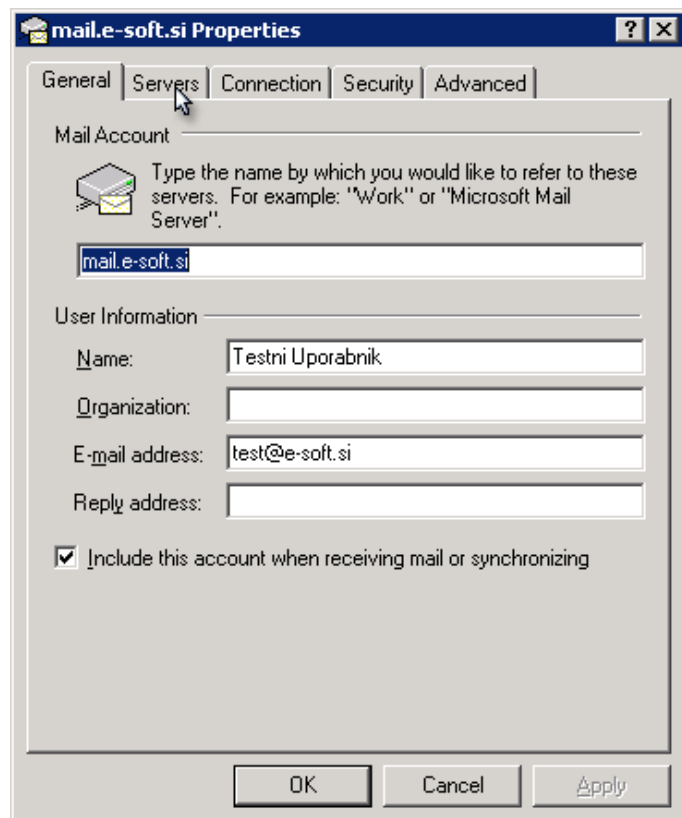 mail.e-soft.si Properties
General Servers Connection Security Advanced
Mail Account
Type the name by which you would like to refer to these
servers. For example: "Work" or "Microsoft Mail
Server".
mail.e-soft.si
User Information
Name: Testni Uporabnik
Organization:
E-mail address: test@e-soft.si
Reply address:
Include this account when receiving mail or synchronizing
OK Cancel Apply